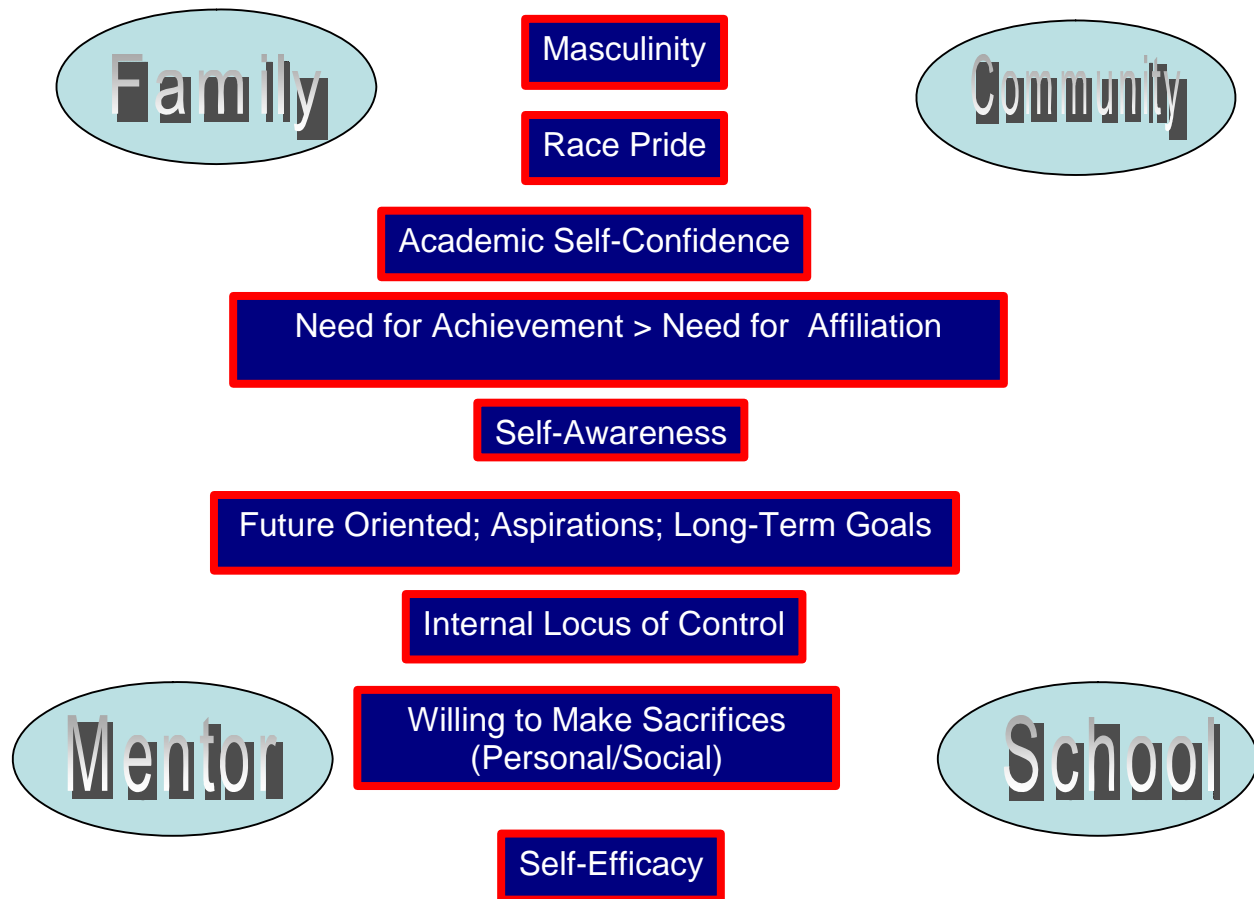 Family
Masculinity
Community
Race Pride
Academic Self-Confidence
Need for Achievement > Need for Affiliation
Self-Awareness
Future Oriented; Aspirations; Long-Term Goals
Internal Locus of Control
Mentor
Willing to Make Sacrifices
(Personal/Social)
School
Self-Efficacy